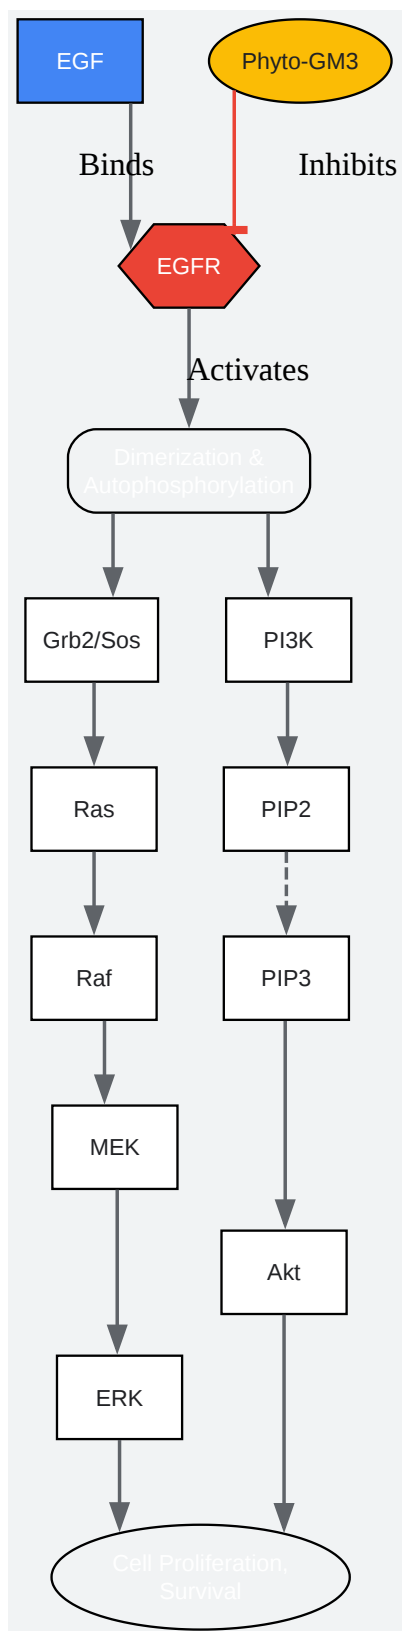 EGF
Phyto-GM3
Binds
Inhibits
EGFR
Activates
Dimerization &
Autophosphorylation
Grb2/Sos
PI3K
Ras
PIP2
Raf
PIP3
MEK
Akt
ERK
Cell Proliferation,
Survival